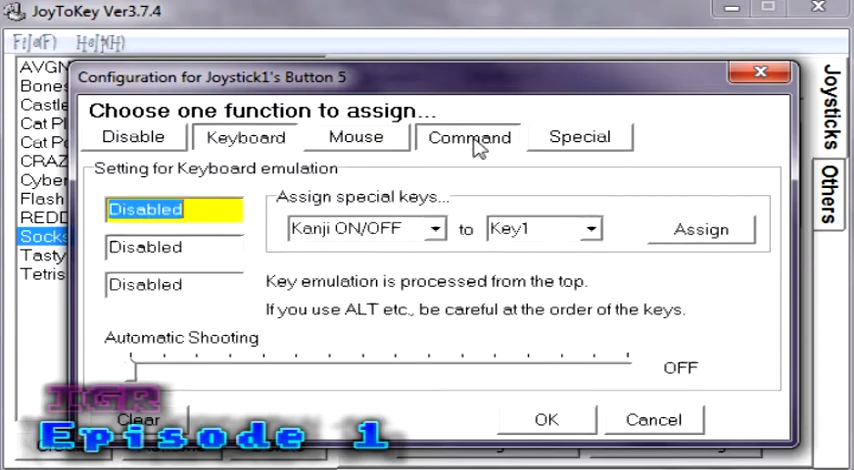 JoyToKey Ver3.7.4
File(F) Help(H)
AVGN
Bones
Castle
Cat Pl
Cat Po
CRAZ
Cyber
Flash
REDD
Socks
Tasty
Tetris
Joysticks
Others
Configuration for Joystick1's Button 5
Choose one function to assign...
Disable Keyboard Mouse Command Special
Setting for Keyboard emulation
Disabled
Disabled
Disabled
Assign special keys...
Kanji ON/OFF to Key1 Assign
Key emulation is processed from the top.
If you use ALT etc., be careful at the order of the keys.
Automatic Shooting
OFF
Clear OK Cancel
IGR
Episode 1